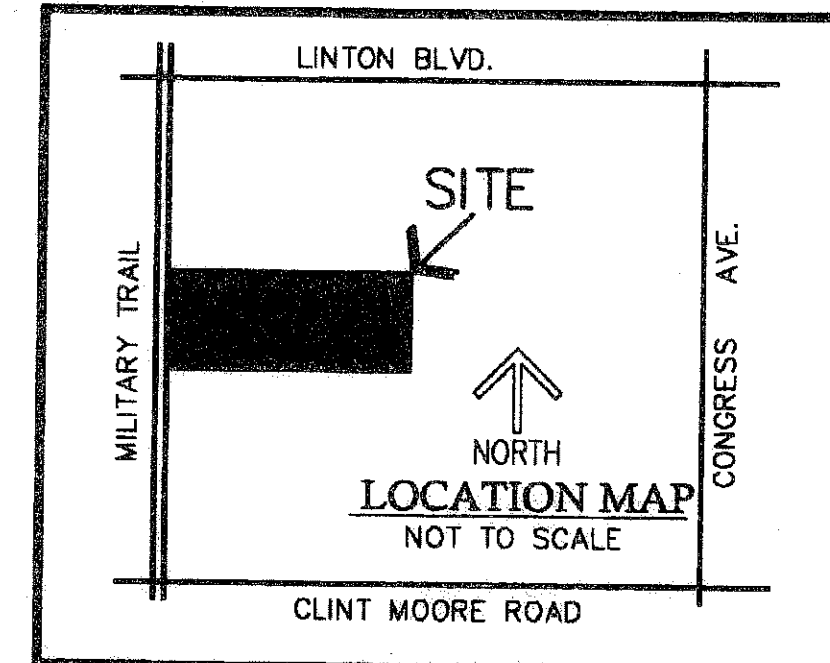 LINTON BLVD.
SITE
MILITARY TRAIL
CONGRESS AVE.
NORTH
LOCATION MAP
NOT TO SCALE
CLINT MOORE ROAD